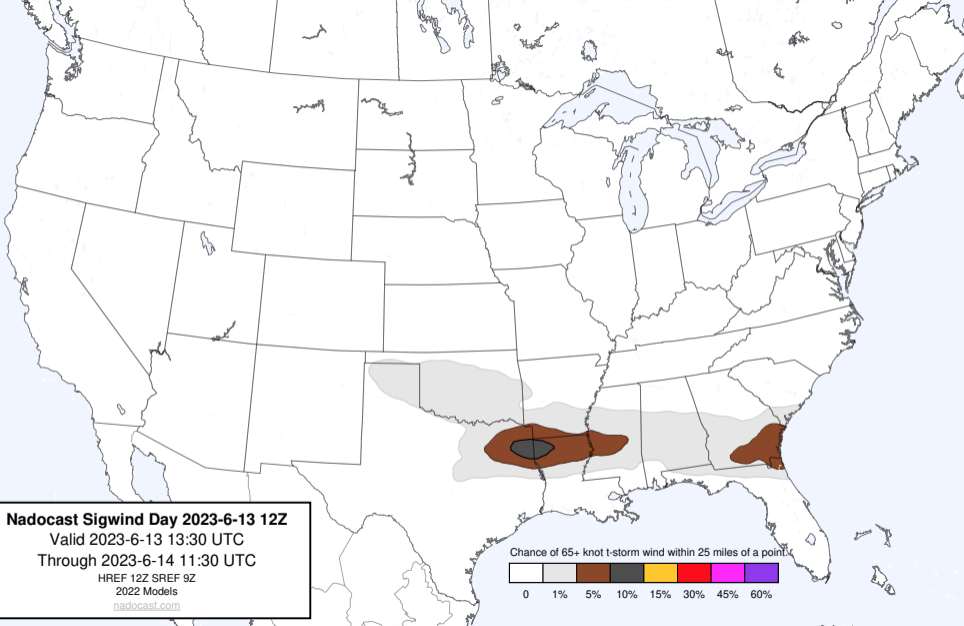 Nadocast Sigwind Day 2023-6-13 12Z
Valid 2023-6-13 13:30 UTC
Through 2023-6-14 11:30 UTC
HREF 12Z SREF 9Z
2022 Models
nadocast.com
Chance of 65+ knot t-storm wind within 25 miles of a point.
0 1% 5% 10% 15% 30% 45% 60%